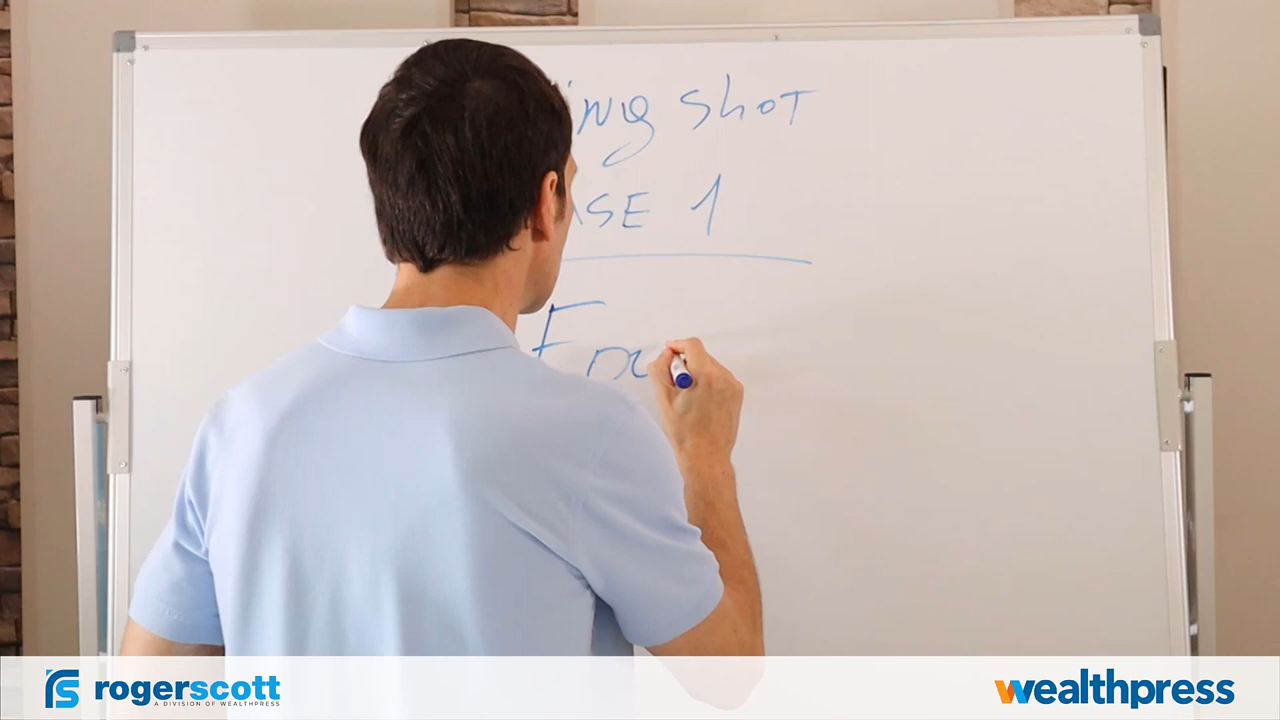 ing shot
ASE 1
rogerscott
A DIVISION OF WEALTHPRESS
wealthpress